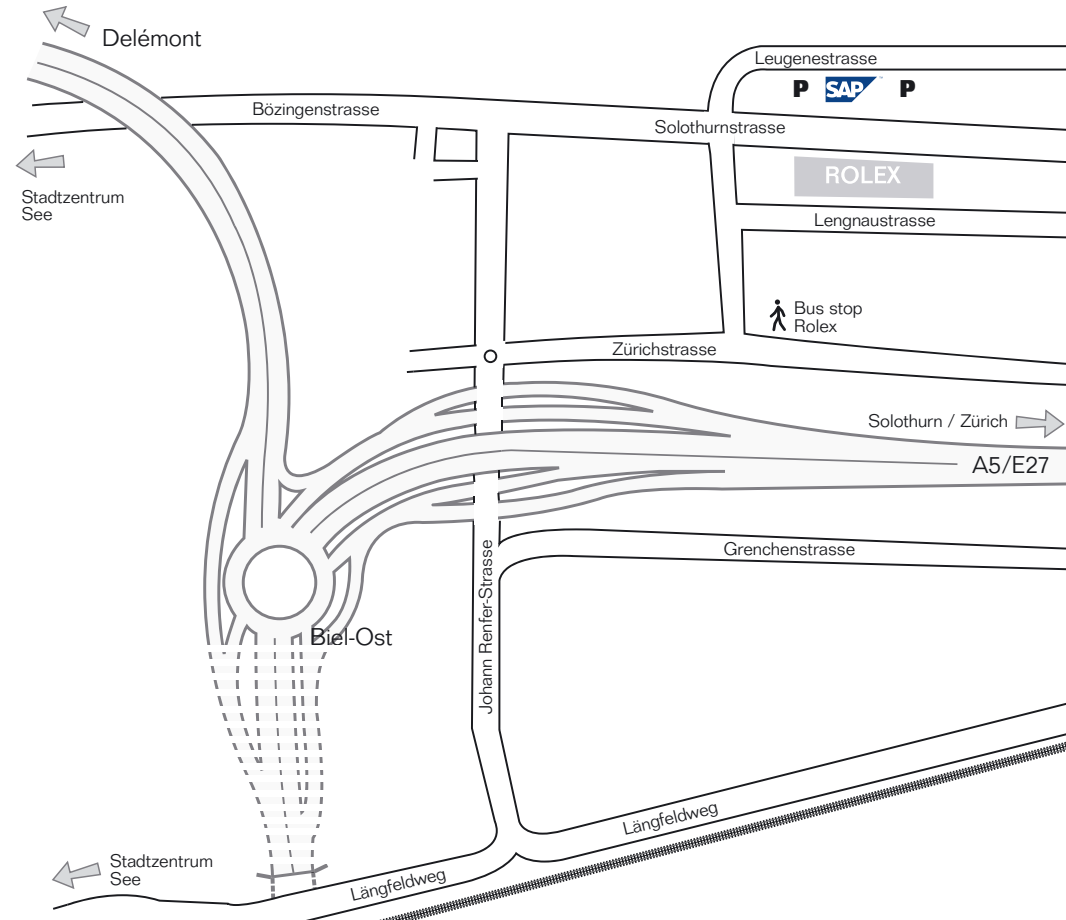 Delémont
Leugenestrasse
P SAP P
Bözingenstrasse
Solothurnstrasse
ROLEX
Stadtzentrum
See
Lengnaustrasse
Bus stop
Rolex
Zürichstrasse
Solothurn / Zürich
A5/E27
Grenchenstrasse
Johann Renfer-Strasse
Biel-Ost
Längfeldweg
Stadtzentrum
See
Längfeldweg